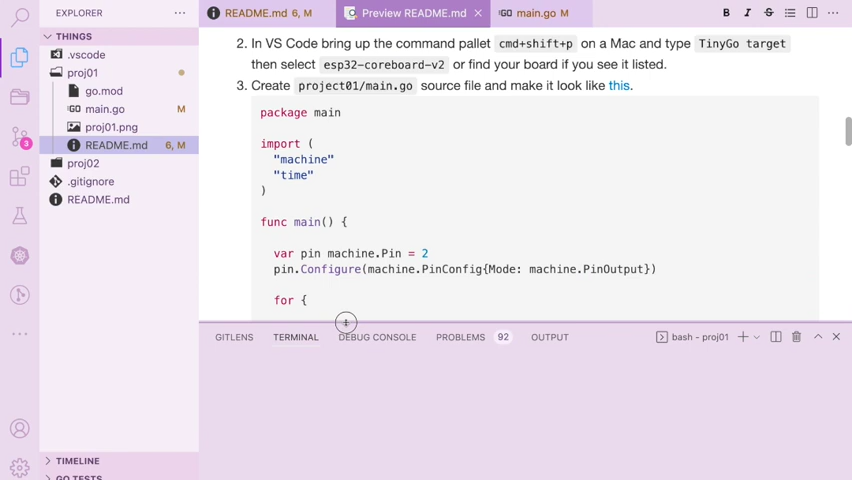 EXPLORER
README.md 6, M
Preview README.md
main.go M
THINGS
.vscode
proj01
go.mod
main.go M
proj01.png
README.md 6, M
proj02
.gitignore
README.md
3
2. In VS Code bring up the command pallet cmd+shift+p on a Mac and type TinyGo target
then select esp32-coreboard-v2 or find your board if you see it listed.
3. Create project01/main.go source file and make it look like this.
package main
import (
"machine"
"time"
)
func main() {
var pin machine.Pin = 2
pin.Configure(machine.PinConfig{Mode: machine.PinOutput})
for {
GITLENS
TERMINAL
DEBUG CONSOLE
PROBLEMS 92
OUTPUT
bash - proj01
TIMELINE
GO TESTS